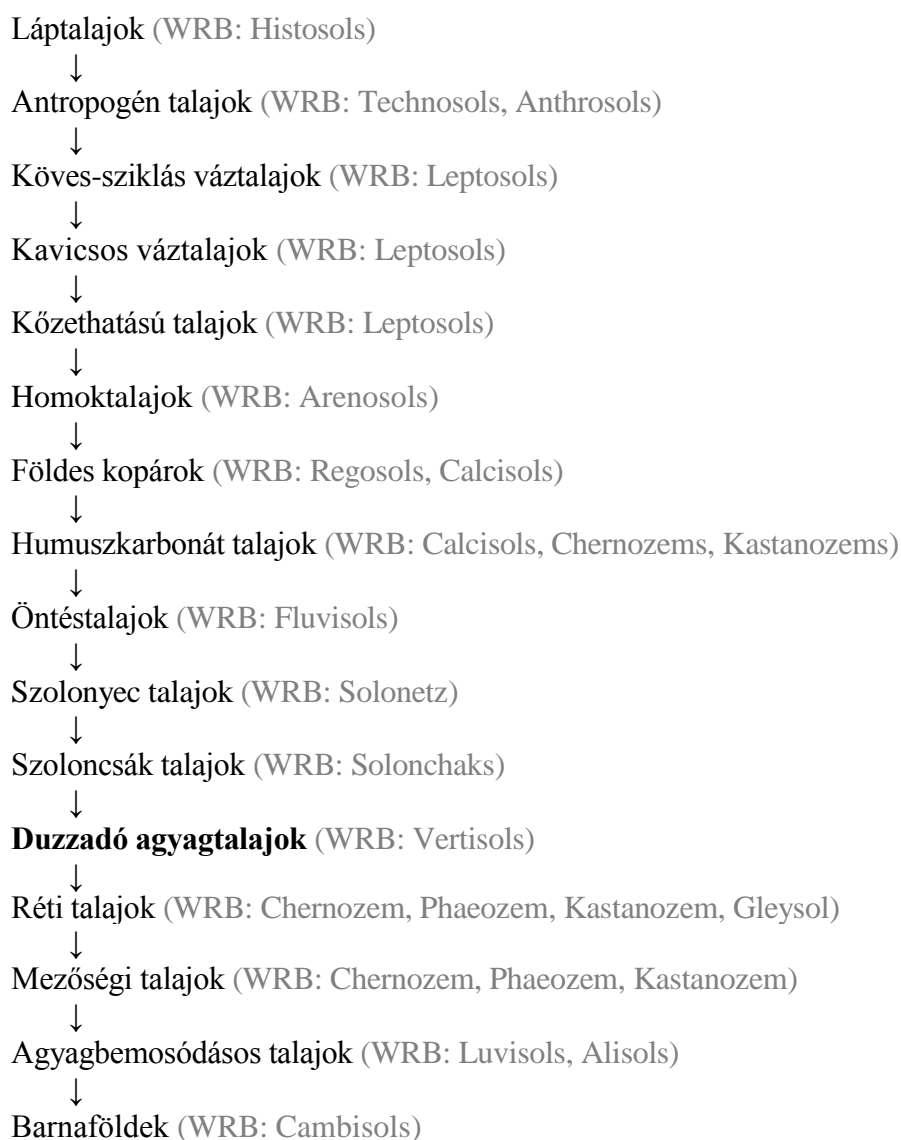 Láptalajok (WRB: Histosols)
↓
Antropogén talajok (WRB: Technosols, Anthrosols)
↓
Köves-sziklás váztalajok (WRB: Leptosols)
↓
Kavicsos váztalajok (WRB: Leptosols)
↓
Kőzethatású talajok (WRB: Leptosols)
↓
Homoktalajok (WRB: Arenosols)
↓
Földes kopárok (WRB: Regosols, Calcisols)
↓
Humuszkarbonát talajok (WRB: Calcisols, Chernozems, Kastanozems)
↓
Öntéstalajok (WRB: Fluvisols)
↓
Szolonyec talajok (WRB: Solonetz)
↓
Szoloncsák talajok (WRB: Solonchaks)
↓
Duzzadó agyagtalajok (WRB: Vertisols)
↓
Réti talajok (WRB: Chernozem, Phaeozem, Kastanozem, Gleysol)
↓
Mezőségi talajok (WRB: Chernozem, Phaeozem, Kastanozem)
↓
Agyagbemosódásos talajok (WRB: Luvisols, Alisols)
↓
Barnaföldek (WRB: Cambisols)